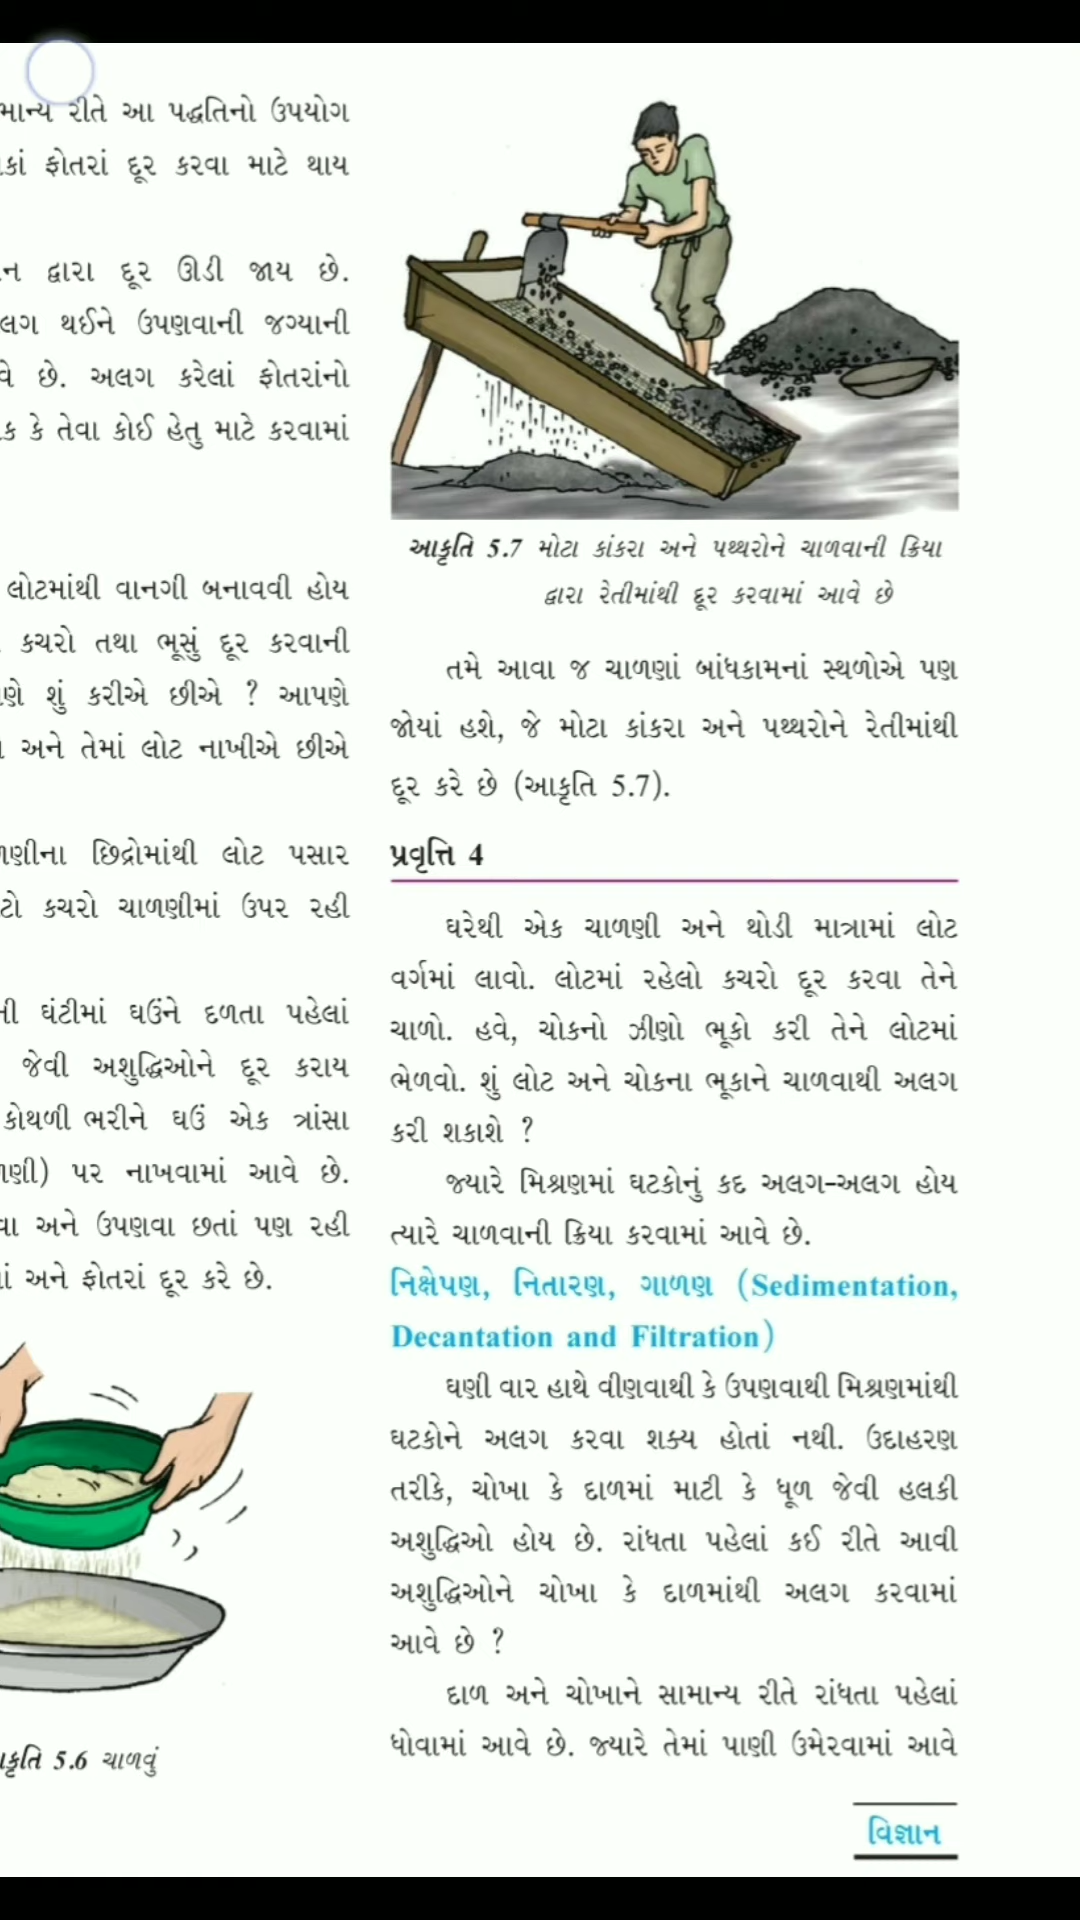 રીતે આ પદ્ધતિનો ઉપયોગ
ફોતરાં દૂર કરવા માટે થાય
દ્વારા દૂર ઊડી જાય છે.
થઈને ઉપણવાની જગ્યાની
છે. અલગ કરેલાં ફોતરાંનો
કે તેવા કોઈ હેતુ માટે કરવામાં
લોટમાંથી વાનગી બનાવવી હોય
કચરો તથા ભૂસું દૂર કરવાની
શું કરીએ છીએ ? આપણે
અને તેમાં લોટ નાખીએ છીએ
છિદ્રોમાંથી લોટ પસાર
કચરો ચાળણીમાં ઉપર રહી
ઘંટીમાં ઘઉંને દળતા પહેલાં
જેવી અશુદ્ધિઓને દૂર કરાય
કોથળી ભરીને ઘઉં એક ત્રાંસા
પર નાખવામાં આવે છે.
અને ઉપણવા છતાં પણ રહી
અને ફોતરાં દૂર કરે છે.
5.6 ચાળવું
આકૃતિ 5.7 મોટા કાંકરા અને પથ્થરોને ચાળવાની ક્રિયા
દ્વારા રેતીમાંથી દૂર કરવામાં આવે છે
તમે આવા જ ચાળણાં બાંધકામનાં સ્થળોએ પણ
જોયાં હશે, જે મોટા કાંકરા અને પથ્થરોને રેતીમાંથી
દૂર કરે છે (આકૃતિ 5.7).
પ્રવૃત્તિ 4
ઘરેથી એક ચાળણી અને થોડી માત્રામાં લોટ
વર્ગમાં લાવો. લોટમાં રહેલો કચરો દૂર કરવા તેને
ચાળો. હવે, ચોકનો ઝીણો ભૂકો કરી તેને લોટમાં
ભેળવો. શું લોટ અને ચોકના ભૂકાને ચાળવાથી અલગ
કરી શકાશે ?
જ્યારે મિશ્રણમાં ઘટકોનું કદ અલગ-અલગ હોય
ત્યારે ચાળવાની ક્રિયા કરવામાં આવે છે.
નિક્ષેપણ, નિતારણ, ગાળણ (Sedimentation,
Decantation and Filtration)
ઘણી વાર હાથે વીણવાથી કે ઉપણવાથી મિશ્રણમાંથી
ઘટકોને અલગ કરવા શક્ય હોતાં નથી. ઉદાહરણ
તરીકે, ચોખા કે દાળમાં માટી કે ધૂળ જેવી હલકી
અશુદ્ધિઓ હોય છે. રાંધતા પહેલાં કઈ રીતે આવી
અશુદ્ધિઓને ચોખા કે દાળમાંથી અલગ કરવામાં
આવે છે ?
દાળ અને ચોખાને સામાન્ય રીતે રાંધતા પહેલાં
ધોવામાં આવે છે. જ્યારે તેમાં પાણી ઉમેરવામાં આવે
વિજ્ઞાન